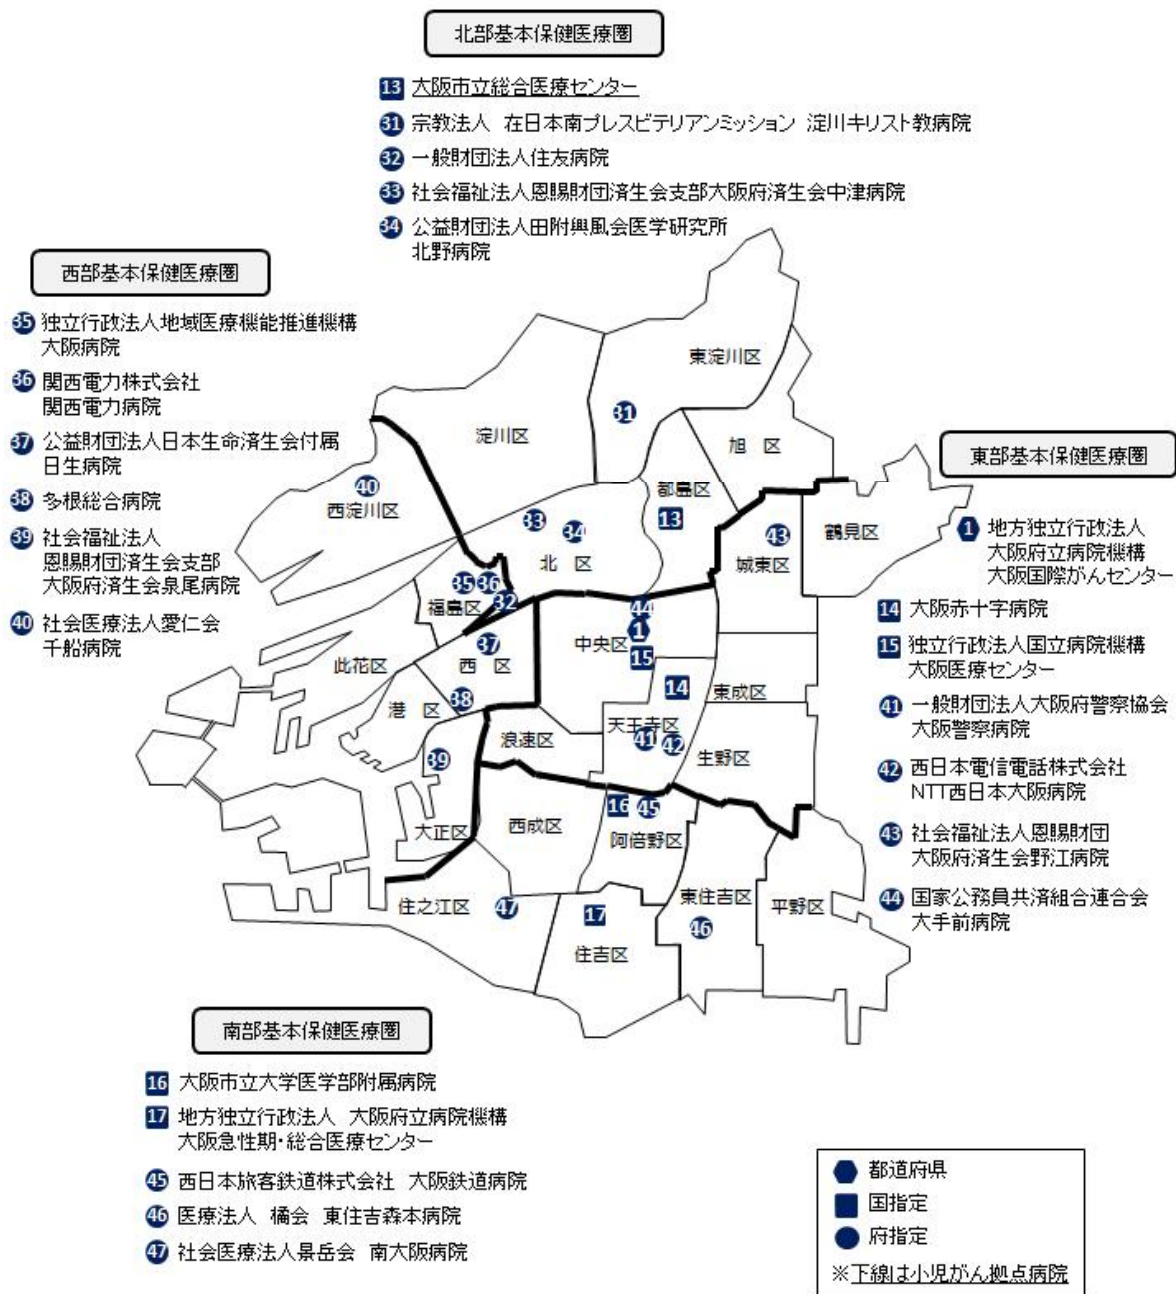 北部基本保健医療圏
13 大阪市立総合医療センター
31 宗教法人 在日本南プレスビテリアンミッション 淀川キリスト教病院
32 一般財団法人住友病院
33 社会福祉法人恩賜財団済生会支部大阪府済生会中津病院
34 公益財団法人田附興風会医学研究所
北野病院
西部基本保健医療圏
35 独立行政法人地域医療機能推進機構
大阪病院
36 関西電力株式会社
関西電力病院
37 公益財団法人日本生命済生会付属
日生病院
38 多根総合病院
39 社会福祉法人
恩賜財団済生会支部
大阪府済生会泉尾病院
40 社会医療法人愛仁会
千船病院
東淀川区
31
淀川区
旭 区
40
西淀川区
都島区
13
33
34
北 区
43
城東区
鶴見区
35
36
32
福島区
44
中央区
1
15
37
西 区
此花区
38
港 区
14
東成区
天王寺区
41
42
浪速区
生野区
39
大正区
西成区
16
45
阿倍野区
住之江区
47
17
住吉区
東住吉区
46
平野区
東部基本保健医療圏
1 地方独立行政法人
大阪府立病院機構
大阪国際がんセンター
14 大阪赤十字病院
15 独立行政法人国立病院機構
大阪医療センター
41 一般財団法人大阪府警察協会
大阪警察病院
42 西日本電信電話株式会社
NTT西日本大阪病院
43 社会福祉法人恩賜財団
大阪府済生会野江病院
44 国家公務員共済組合連合会
大手前病院
南部基本保健医療圏
16 大阪市立大学医学部附属病院
17 地方独立行政法人 大阪府立病院機構
大阪急性期・総合医療センター
45 西日本旅客鉄道株式会社 大阪鉄道病院
46 医療法人 橘会 東住吉森本病院
47 社会医療法人景岳会 南大阪病院
都道府県
国指定
府指定
※下線は小児がん拠点病院